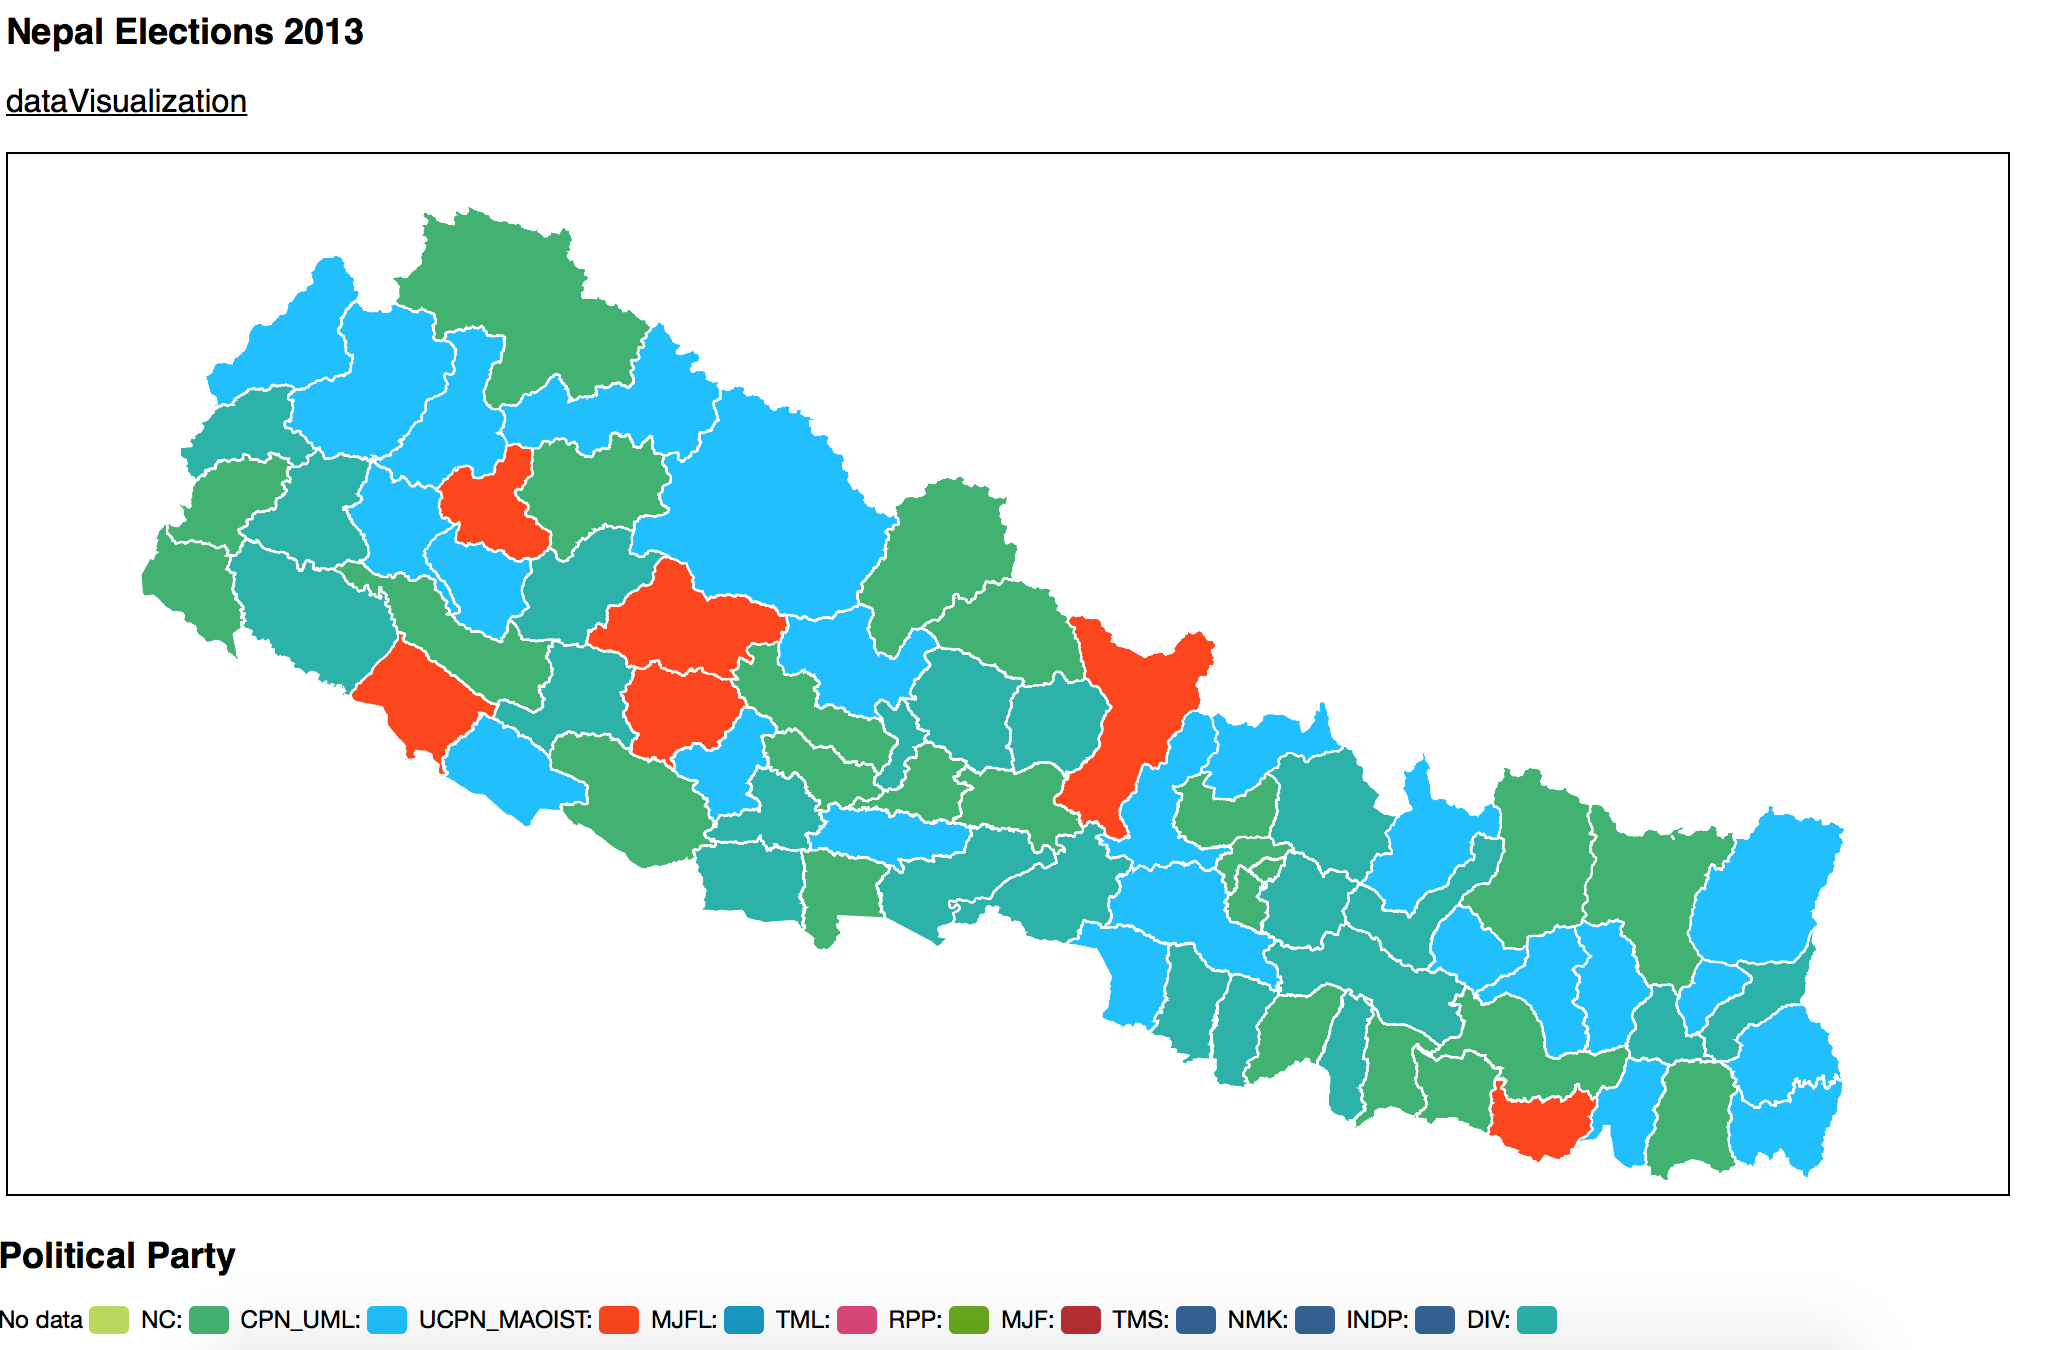 Nepal Elections 2013
dataVisualization
Political Party
No data NC: CPN_UML: UCPN_MAOIST: MJFL: TML: RPP: MJF: TMS: NMK: INDP: DIV: